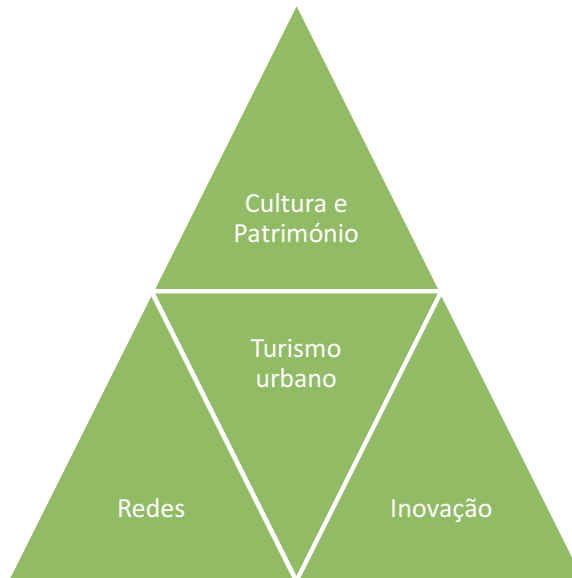 Cultura e
Património
Turismo
urbano
Redes
Inovação